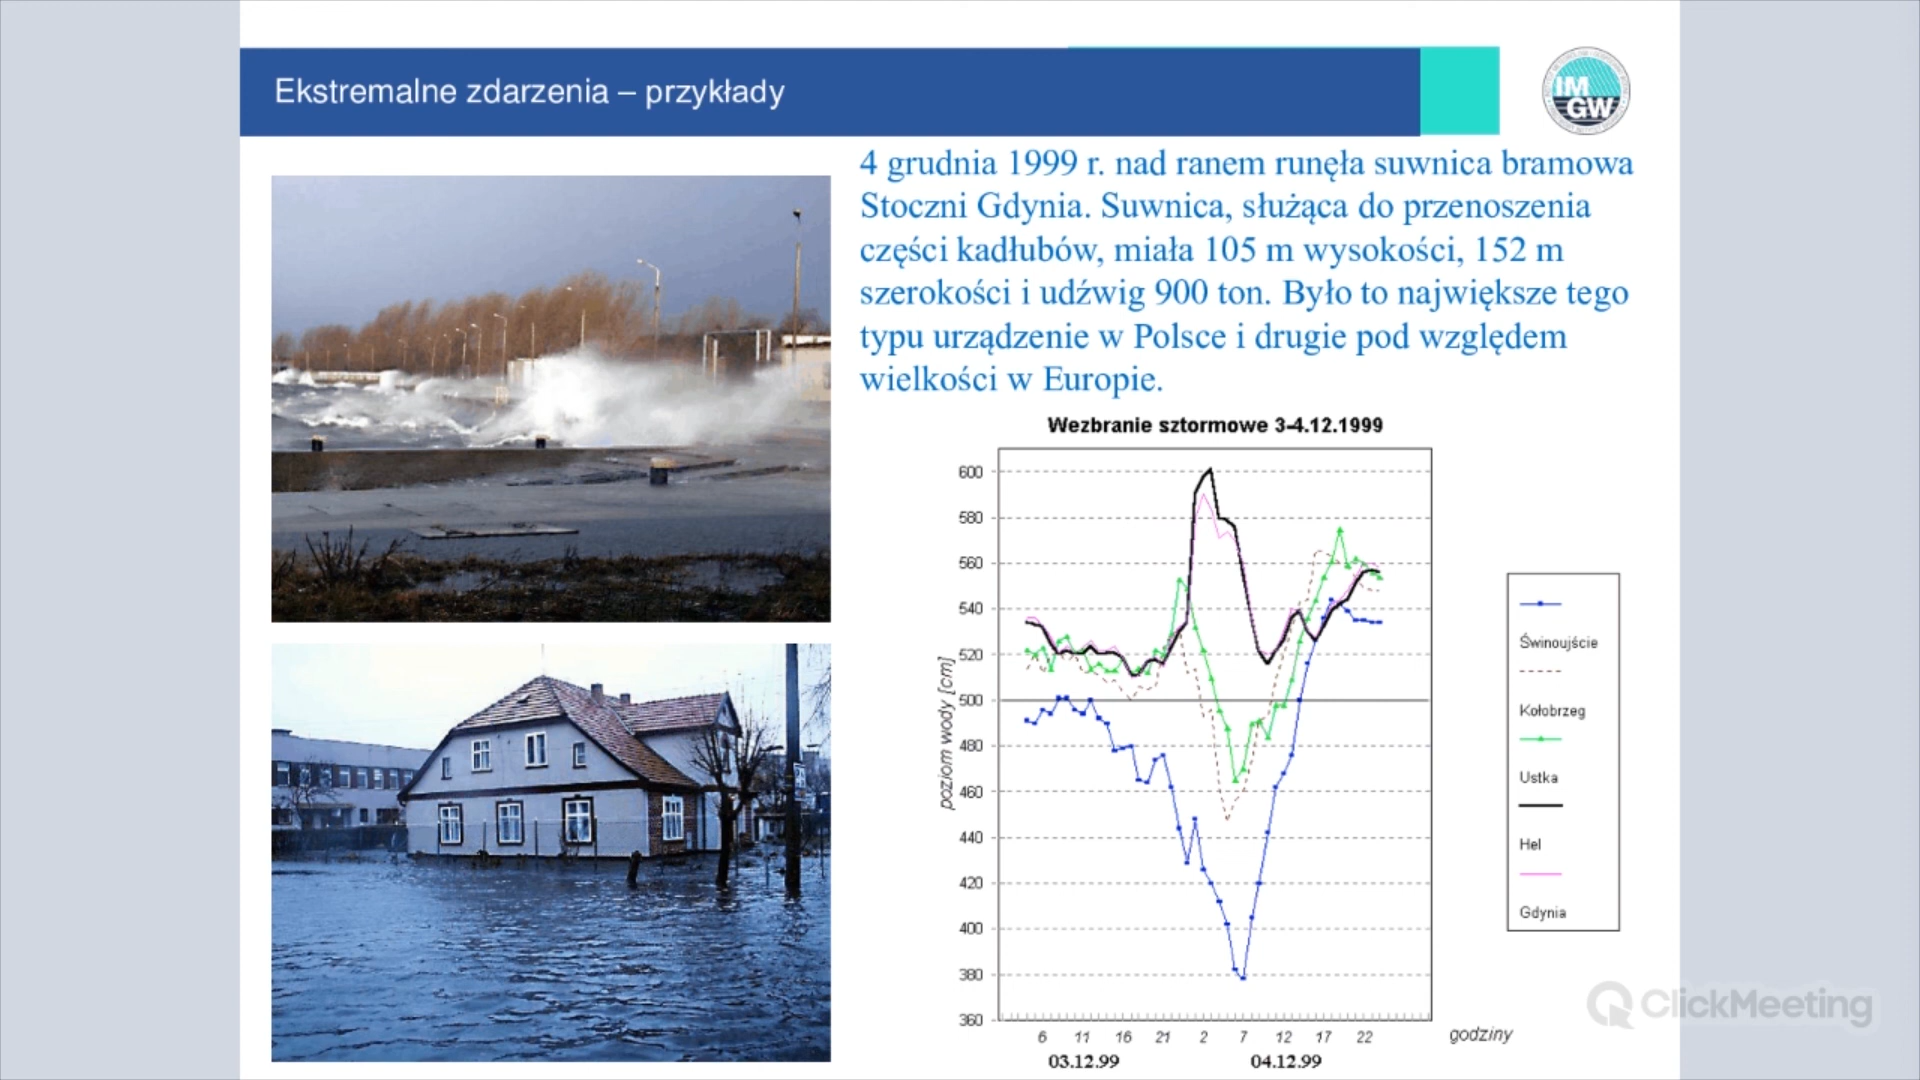 Ekstremalne zdarzenia – przykłady
IM
GW
4 grudnia 1999 r. nad ranem runęła suwnica bramowa
Stoczni Gdynia. Suwnica, służąca do przenoszenia
części kadłubów, miała 105 m wysokości, 152 m
szerokości i udźwig 900 ton. Było to największe tego
typu urządzenie w Polsce i drugie pod względem
wielkości w Europie.
Wezbranie sztormowe 3-4.12.1999
poziom wody [cm]
600
580
560
540
520
500
480
460
440
420
400
380
360
6 11 16 21 2 7 12 17 22
godziny
03.12.99 04.12.99
Świnoujście
Kołobrzeg
Ustka
Hel
Gdynia
ClickMeeting